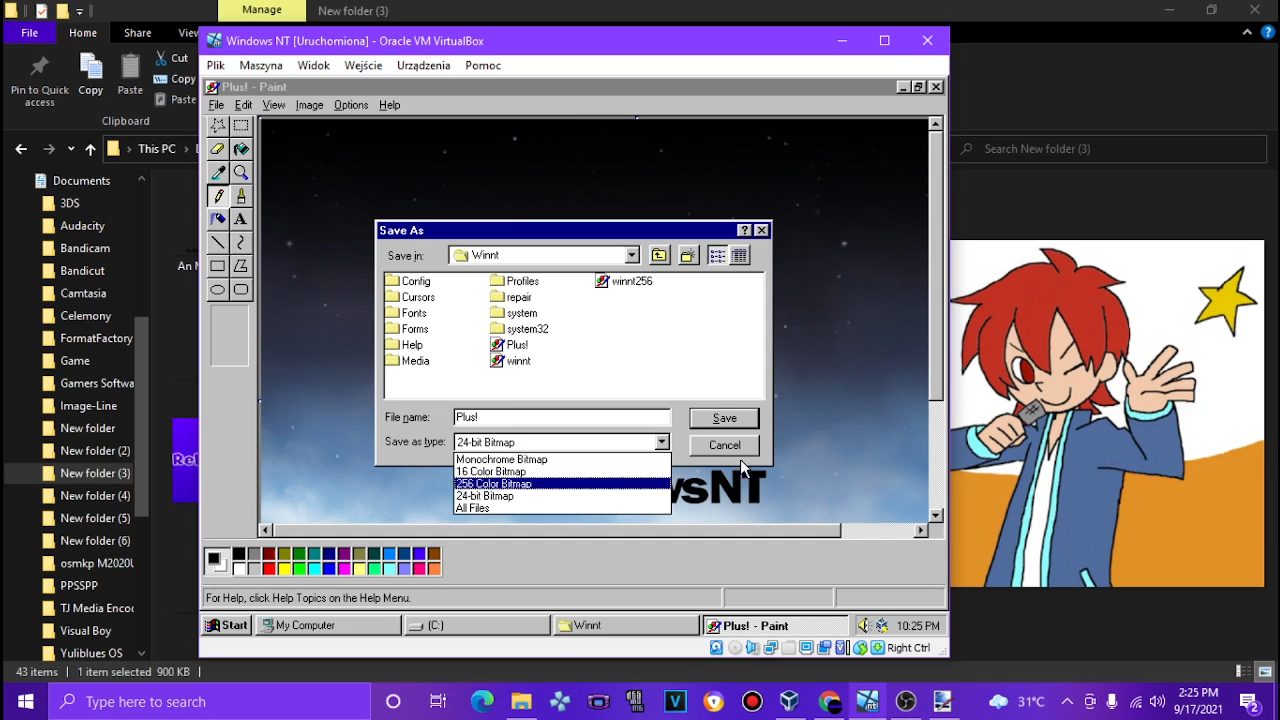 Manage
New folder (3)
File
Home
Share
Vie
Pin to Quick
access
Copy
Paste
Cut
Copy
Paste
Clipboard
This PC
Search New folder (3)
Documents
3DS
Audacity
Bandicam
Bandicut
Camtasia
Celemony
FormatFactory
Game
Gamers Softwa
Image-Line
New folder
New folder (2)
New folder (3)
New folder (4)
New folder (5)
New folder (6)
osmkp M2020U
PPSSPP
TJ Media Enco
Visual Boy
Yuliblues OS
43 items
1 item selected 900 KB
An M
Windows NT [Uruchomiona] - Oracle VM VirtualBox
Plik Maszyna Widok Wejście Urządzenia Pomoc
Plus! - Paint
File Edit View Image Options Help
Save As
Save in: Winnt
Config
Cursors
Fonts
Forms
Help
Media
Profiles
repair
system
system32
Plus!
winnt
winnt256
File name: Plus!
Save
Save as type: 24-bit Bitmap
Cancel
Monochrome Bitmap
16 Color Bitmap
256 Color Bitmap
24-bit Bitmap
All Files
wsNT
For Help, click Help Topics on the Help Menu.
Start
My Computer
(C:)
Winnt
Plus! - Paint
10:25 PM
Right Ctrl
Type here to search
31°C
2:25 PM
9/17/2021
2